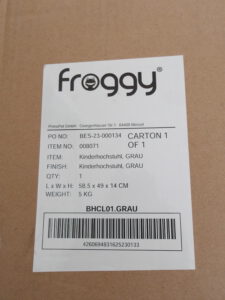 froggy®
PO NO: BES-23-000134 CARTON 1
OF 1
ITEM NO: 008071
ITEM: Kinderhochstuhl, GRAU
FINISH: Kinderhochstuhl, GRAU
QTY: 1
L x W x H: 58.5 x 49 x 14 CM
WEIGHT: 5 KG
BHCL01.GRAU